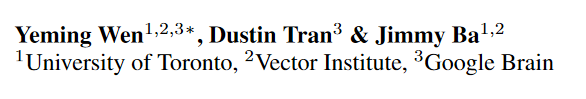 Yeming Wen¹,²,³*, Dustin Tran³ & Jimmy Ba¹,²
¹University of Toronto, ²Vector Institute, ³Google Brain